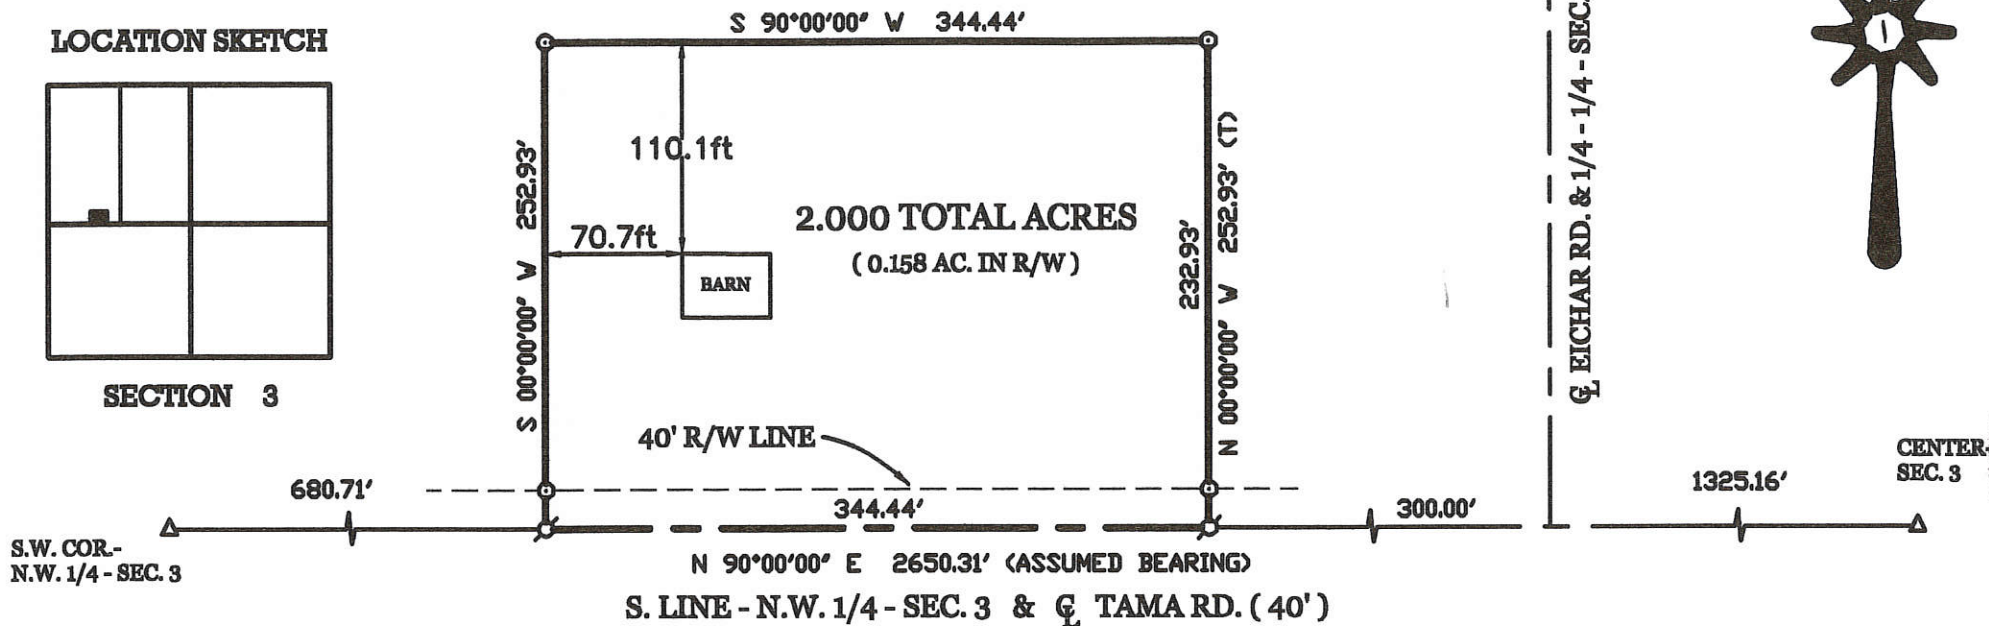 LOCATION SKETCH
SECTION 3
S 90°00'00" W 344.44'
S 00°00'00" W 252.93'
110.1ft
70.7ft
BARN
2.000 TOTAL ACRES
( 0.158 AC. IN R/W )
232.93'
N 00°00'00" W 252.93' (T)
40' R/W LINE
680.71'
344.44'
300.00'
1325.16'
S.W. COR.-
N.W. 1/4 - SEC. 3
N 90°00'00" E 2650.31' (ASSUMED BEARING)
S. LINE - N.W. 1/4 - SEC. 3 & ℄ TAMA RD. ( 40' )
℄ EICHAR RD. & 1/4 - 1/4 - SEC.
CENTER-
SEC. 3